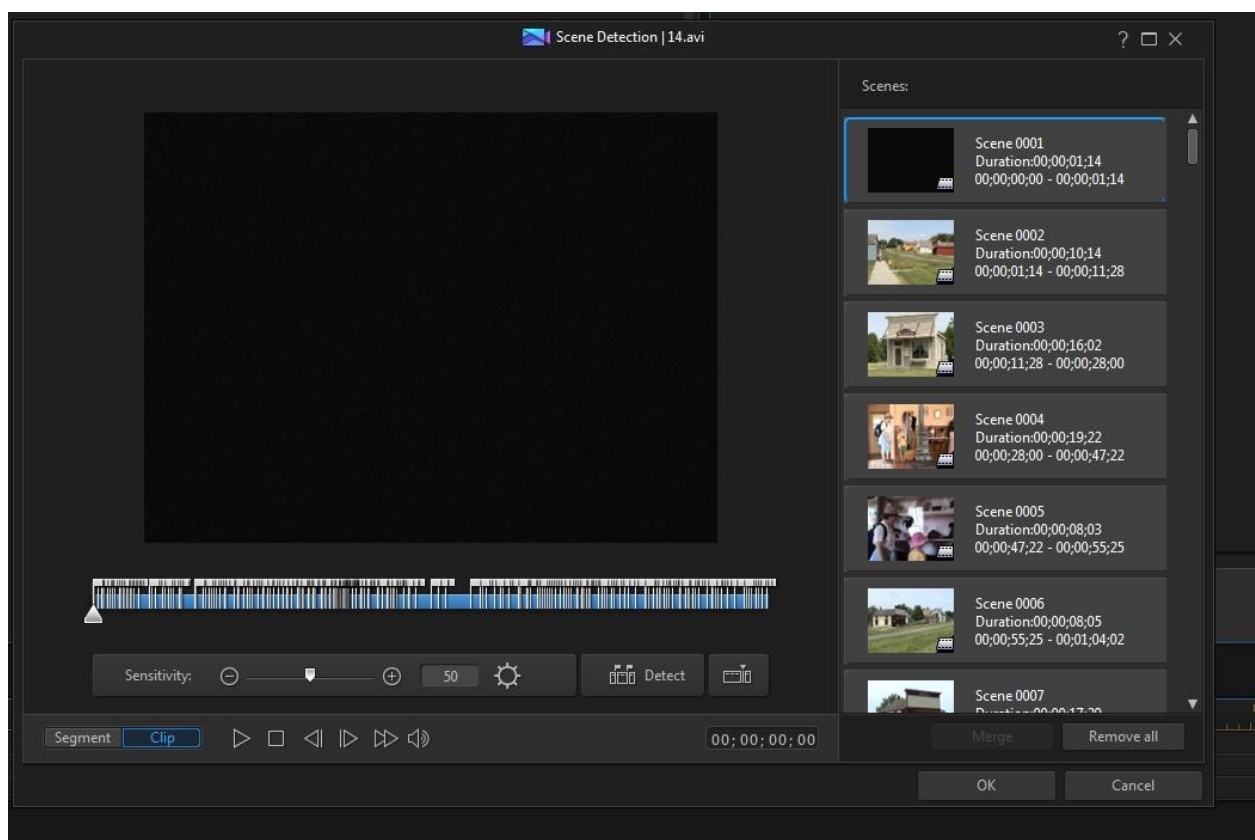 Scene Detection | 14.avi
?
Scenes:
Scene 0001
Duration:00;00;01;14
00;00;00;00 - 00;00;01;14
Scene 0002
Duration:00;00;10;14
00;00;01;14 - 00;00;11;28
Scene 0003
Duration:00;00;16;02
00;00;11;28 - 00;00;28;00
Scene 0004
Duration:00;00;19;22
00;00;28;00 - 00;00;47;22
Scene 0005
Duration:00;00;08;03
00;00;47;22 - 00;00;55;25
Scene 0006
Duration:00;00;08;05
00;00;55;25 - 00;01;04;02
Scene 0007
Duration:00;00;17;20
Sensitivity: 50 Detect
Segment Clip 00;00;00;00
Merge Remove all
OK Cancel